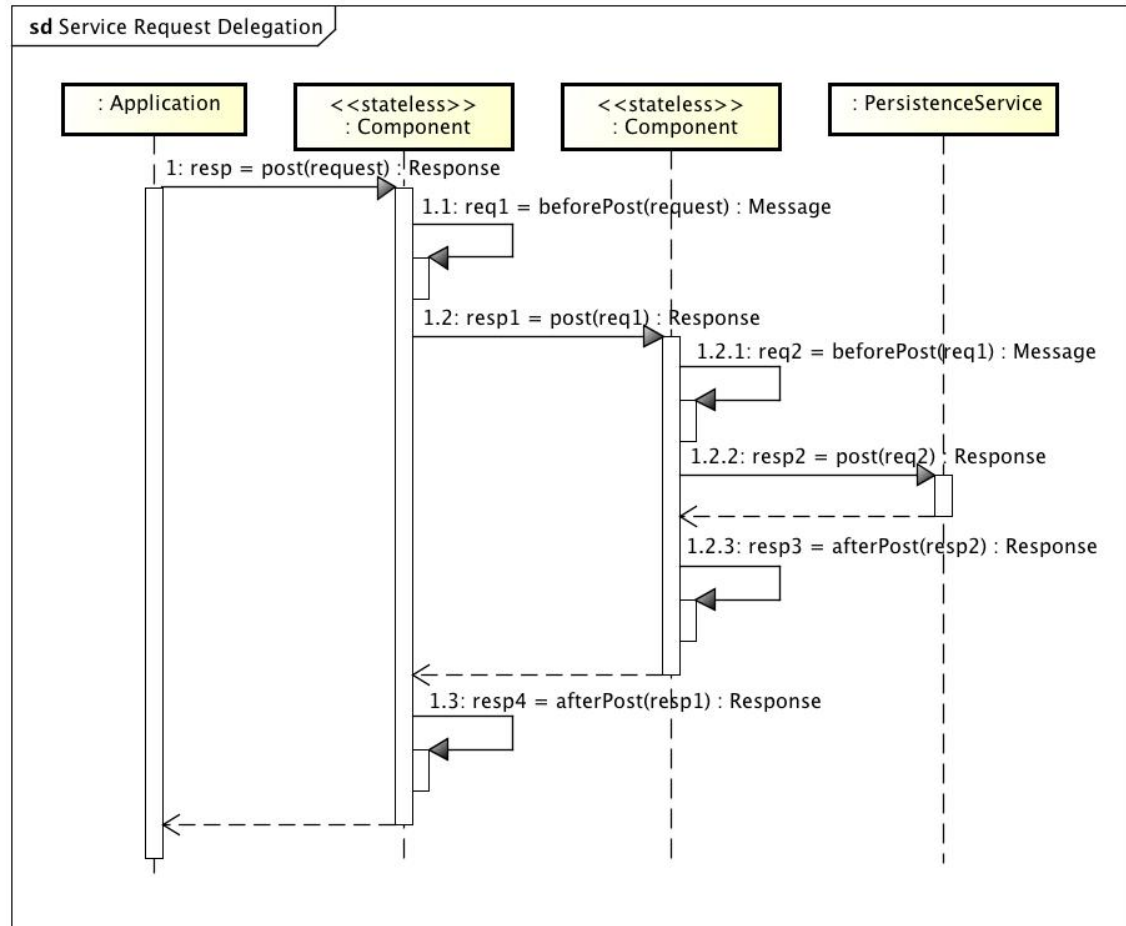 sd Service Request Delegation
: Application
<<stateless>>
: Component
<<stateless>>
: Component
: PersistenceService
1: resp = post(request) : Response
1.1: req1 = beforePost(request) : Message
1.2: resp1 = post(req1) : Response
1.2.1: req2 = beforePost(req1) : Message
1.2.2: resp2 = post(req2) : Response
1.2.3: resp3 = afterPost(resp2) : Response
1.3: resp4 = afterPost(resp1) : Response